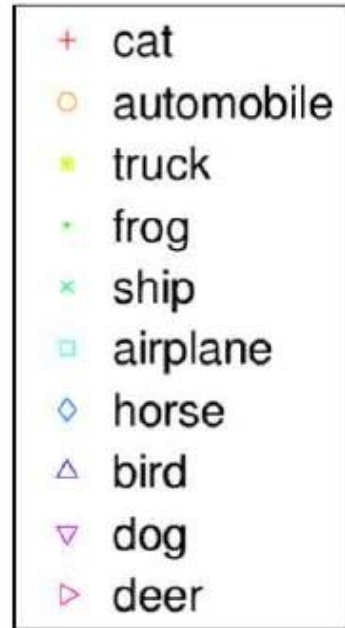 cat
automobile
truck
frog
ship
airplane
horse
bird
dog
deer